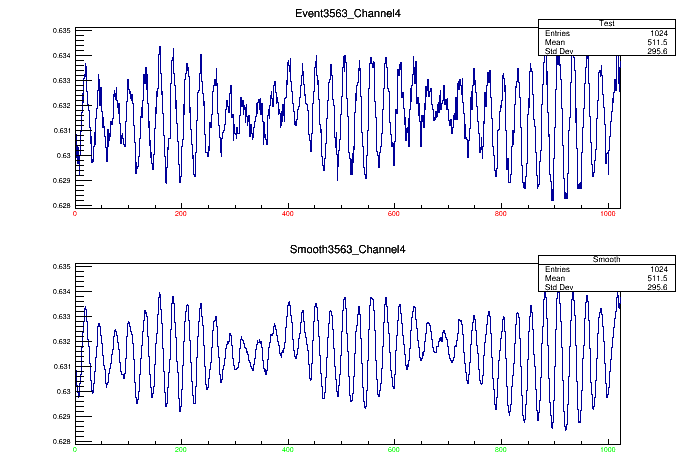 Event3563_Channel4
Test
Entries 1024
Mean 511.5
Std Dev 295.6
0.635
0.634
0.633
0.632
0.631
0.63
0.629
0.628
0 200 400 600 800 1000
Smooth3563_Channel4
Smooth
Entries 1024
Mean 511.5
Std Dev 295.6
0.635
0.634
0.633
0.632
0.631
0.63
0.629
0.628
0 200 400 600 800 1000